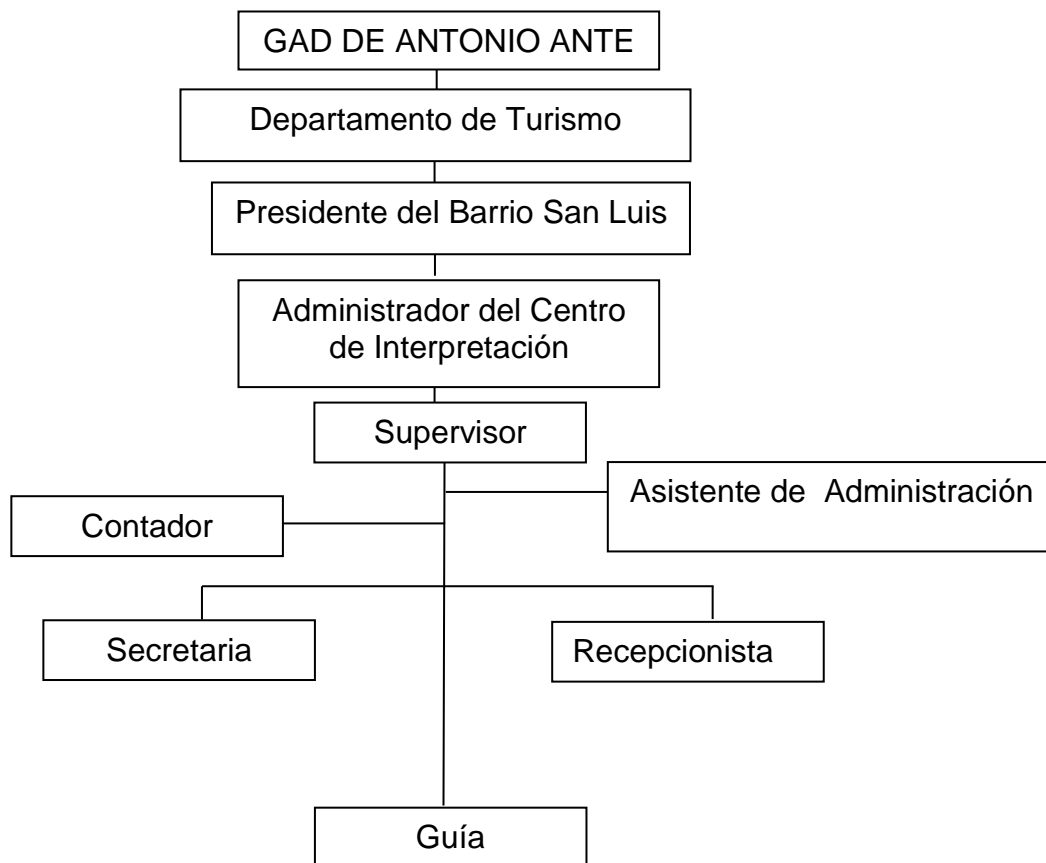 GAD DE ANTONIO ANTE
Departamento de Turismo
Presidente del Barrio San Luis
Administrador del Centro
de Interpretación
Supervisor
Asistente de Administración
Contador
Secretaria
Recepcionista
Guía